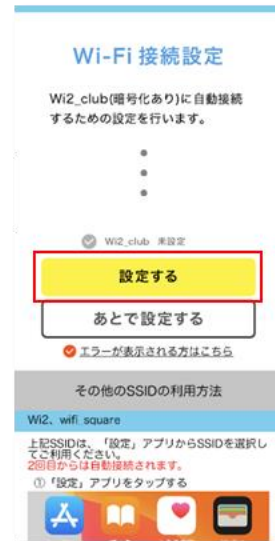 Wi-Fi 接続設定
Wi2_club(暗号化あり)に自動接続
するための設定を行います。
Wi2_club 未設定
設定する
あとで設定する
エラーが表示される方はこちら
その他のSSIDの利用方法
Wi2、wifi_square
上記SSIDは、「設定」アプリからSSIDを選択し
てご利用ください。
2回目からは自動接続されます。
①「設定」アプリをタップする